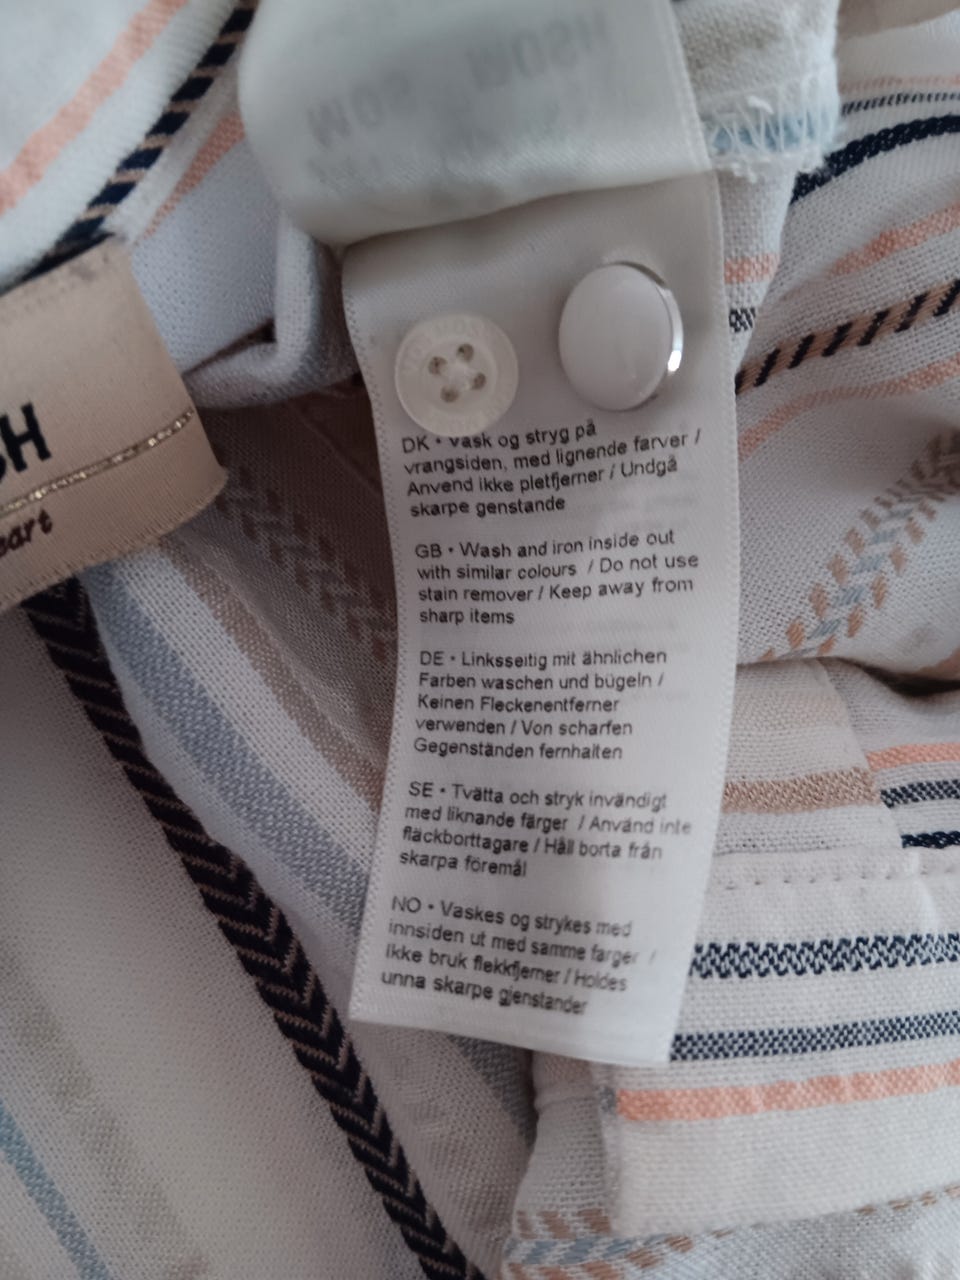 MOS MOSH
SH
eart
DK • Vask og stryg på
vrangsiden, med lignende farver /
Anvend ikke pletfjerner / Undgå
skarpe genstande
GB • Wash and iron inside out
with similar colours / Do not use
stain remover / Keep away from
sharp items
DE • Linksseitig mit ähnlichen
Farben waschen und bügeln /
Keinen Fleckenentferner
verwenden / Von scharfen
Gegenständen fernhalten
SE • Tvätta och stryk invändigt
med liknande färger / Använd inte
fläckborttagare / Håll borta från
skarpa föremål
NO • Vaskes og strykes med
innsiden ut med samme farger /
Ikke bruk flekkfjerner / Holdes
unna skarpe gjenstander